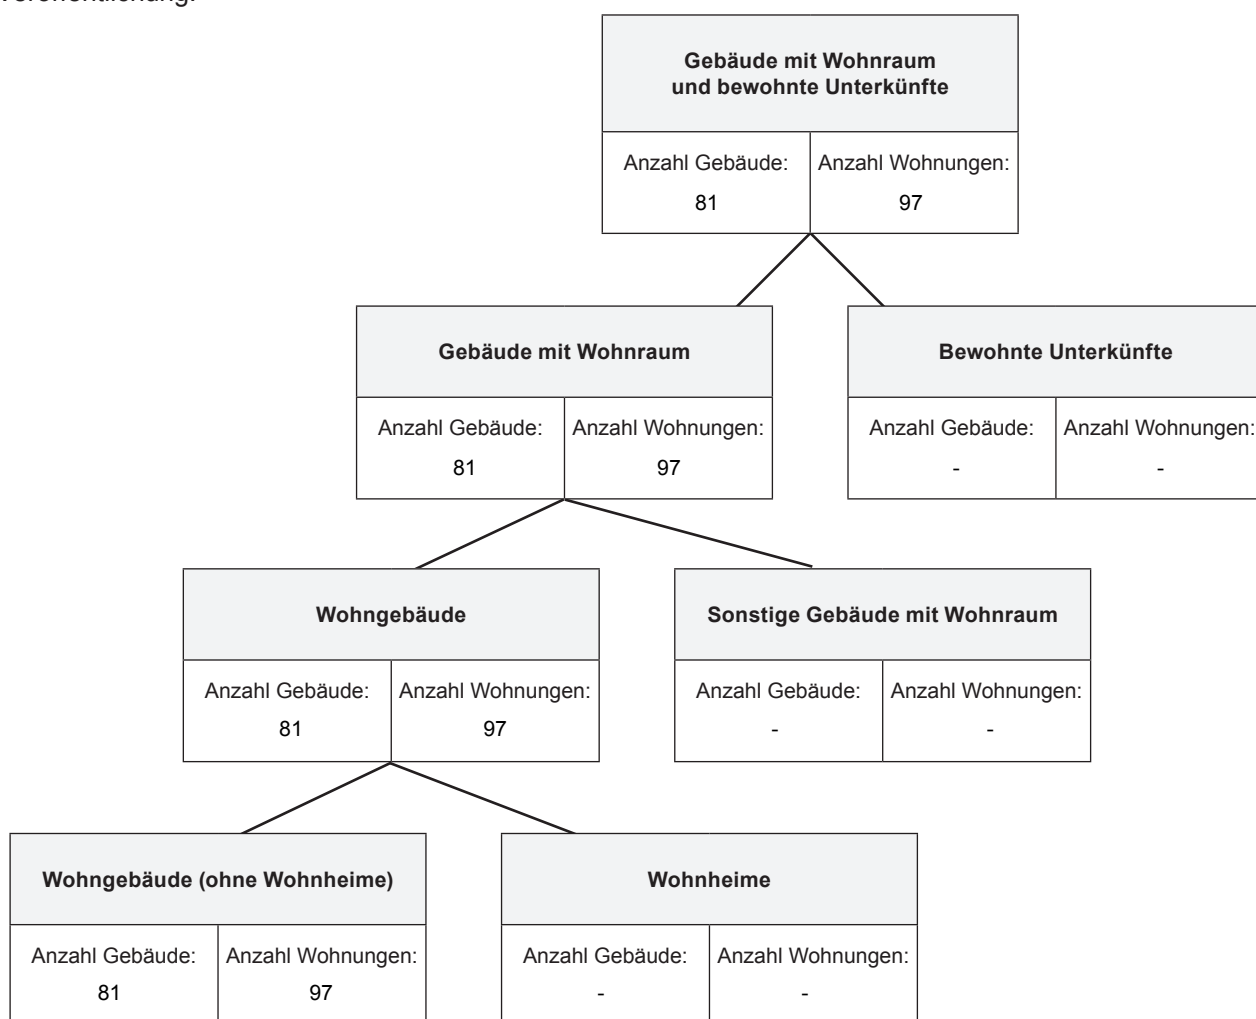 Veröffentlichung.
Gebäude mit Wohnraum
und bewohnte Unterkünfte
Anzahl Gebäude: Anzahl Wohnungen:
81 97
Gebäude mit Wohnraum Bewohnte Unterkünfte
Anzahl Gebäude: Anzahl Wohnungen: Anzahl Gebäude: Anzahl Wohnungen:
81 97 - -
Wohngebäude Sonstige Gebäude mit Wohnraum
Anzahl Gebäude: Anzahl Wohnungen: Anzahl Gebäude: Anzahl Wohnungen:
81 97 - -
Wohngebäude (ohne Wohnheime) Wohnheime
Anzahl Gebäude: Anzahl Wohnungen: Anzahl Gebäude: Anzahl Wohnungen:
81 97 - -